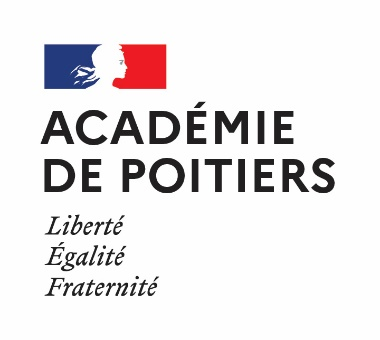 ACADÉMIE
DE POITIERS
Liberté
Égalité
Fraternité